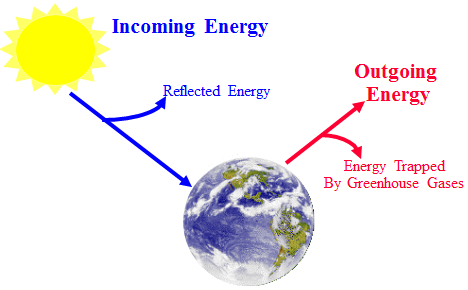 Incoming Energy
Reflected Energy
Outgoing
Energy
Energy Trapped
By Greenhouse Gases